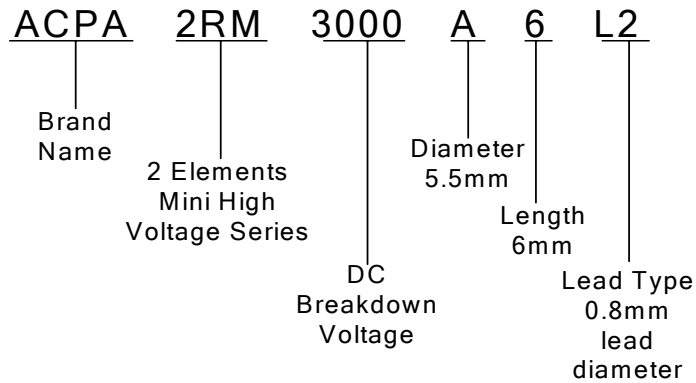 ACPA 2RM 3000 A 6 L2
Brand
Name
2 Elements
Mini High
Voltage Series
DC
Breakdown
Voltage
Diameter
5.5mm
Length
6mm
Lead Type
0.8mm
lead
diameter